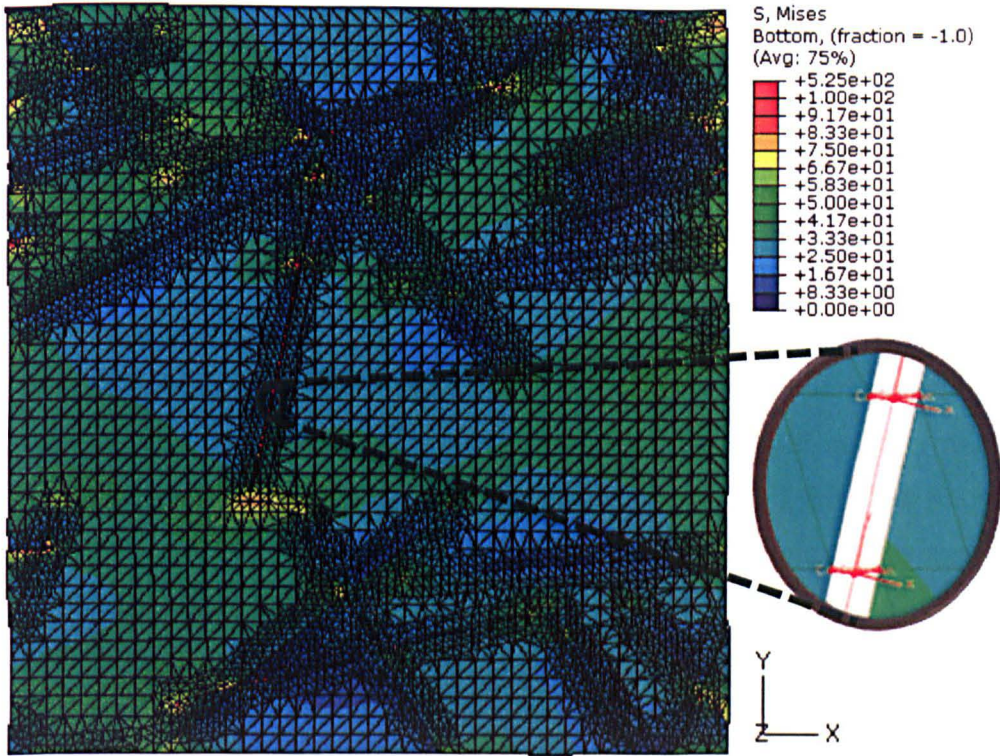 S, Mises
Bottom, (fraction = -1.0)
(Avg: 75%)
+5.25e+02
+1.00e+02
+9.17e+01
+8.33e+01
+7.50e+01
+6.67e+01
+5.83e+01
+5.00e+01
+4.17e+01
+3.33e+01
+2.50e+01
+1.67e+01
+8.33e+00
+0.00e+00
Y
Z
X